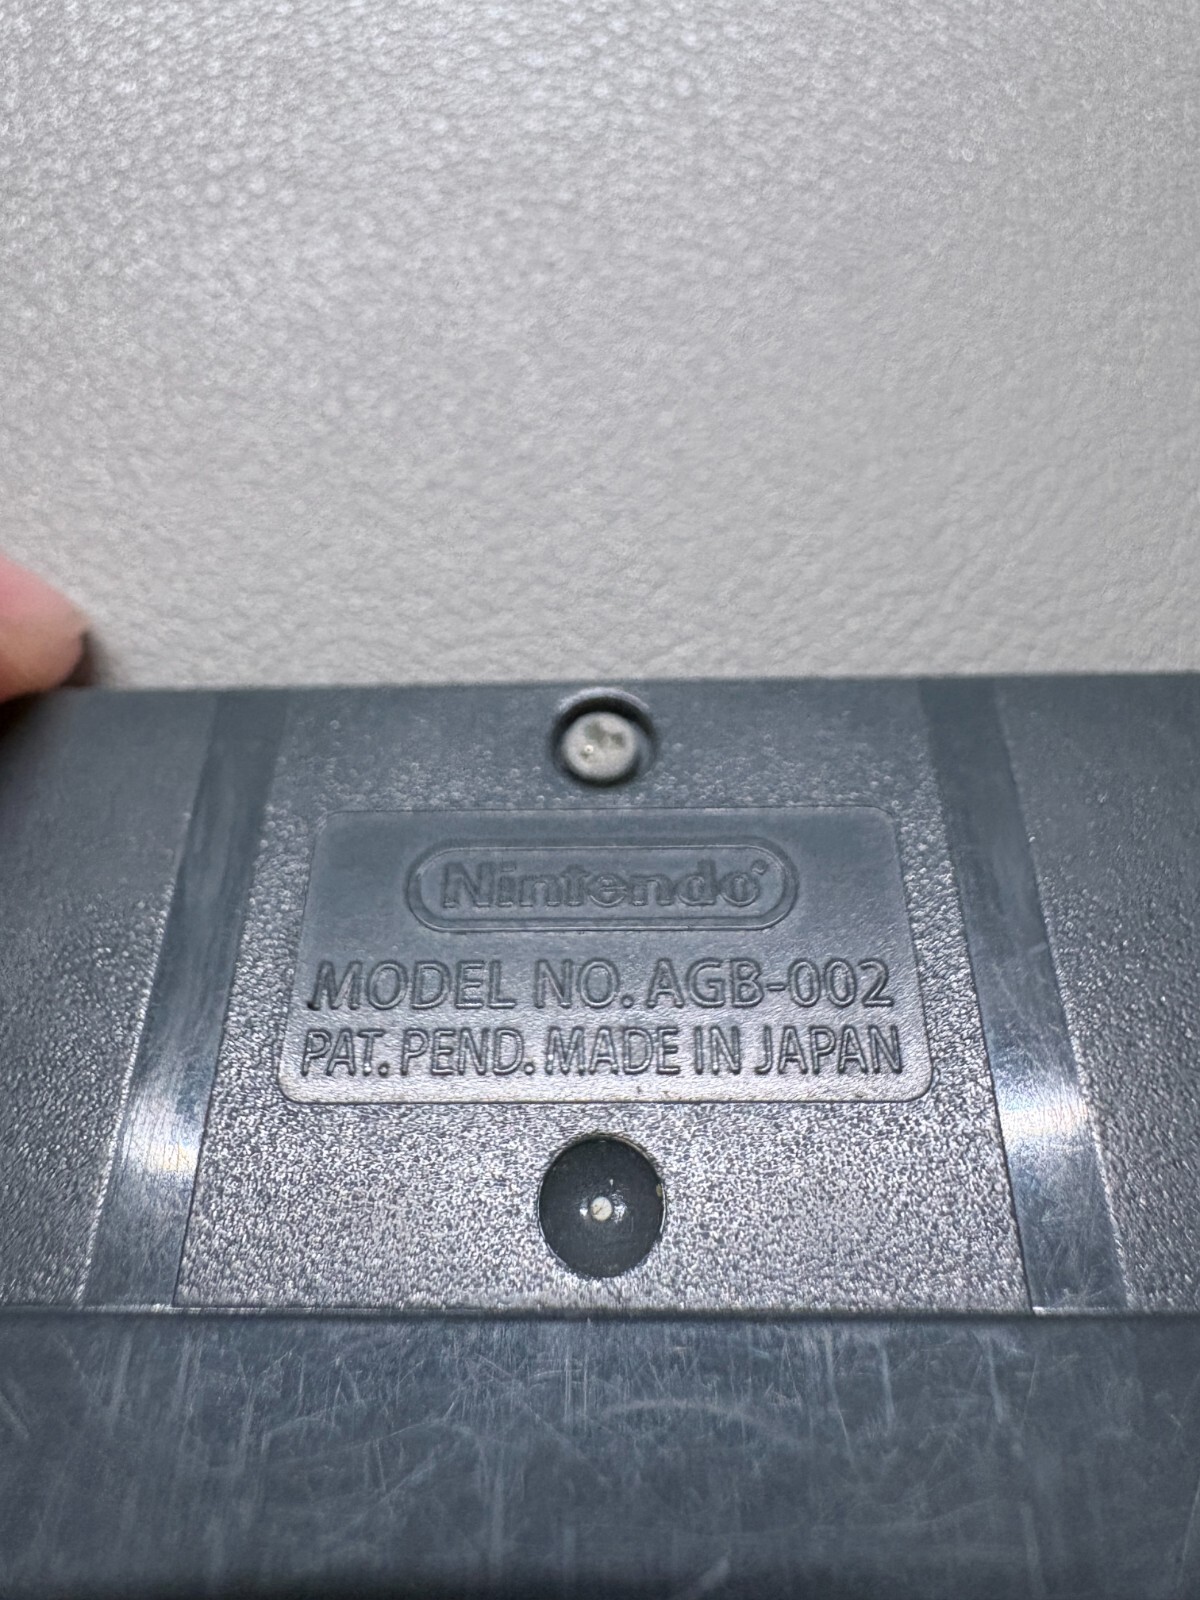 Nintendo®
MODEL NO. AGB-002
PAT. PEND. MADE IN JAPAN